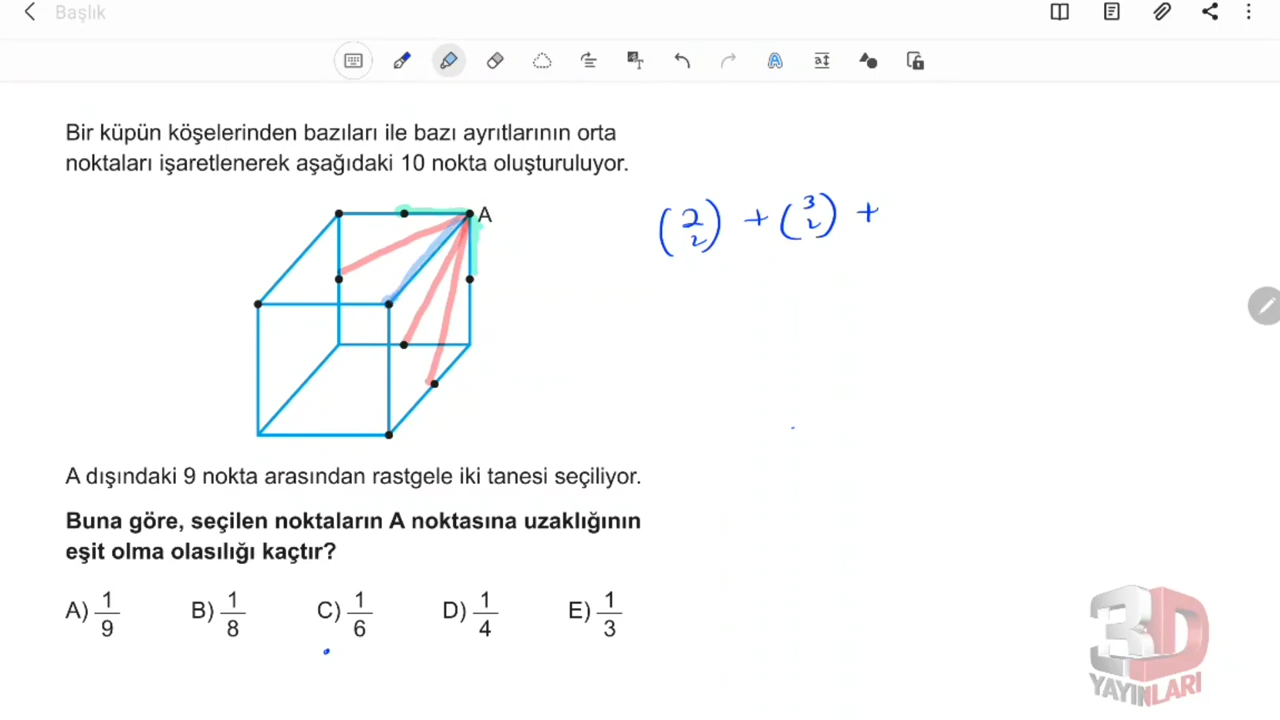 Başlık
Bir küpün köşelerinden bazıları ile bazı ayrıtlarının orta
noktaları işaretlenerek aşağıdaki 10 nokta oluşturuluyor.
A
(2 2) + (3 2) +
A dışındaki 9 nokta arasından rastgele iki tanesi seçiliyor.
Buna göre, seçilen noktaların A noktasına uzaklığının
eşit olma olasılığı kaçtır?
A) 1/9 B) 1/8 C) 1/6 D) 1/4 E) 1/3
3D
YAYINLARI